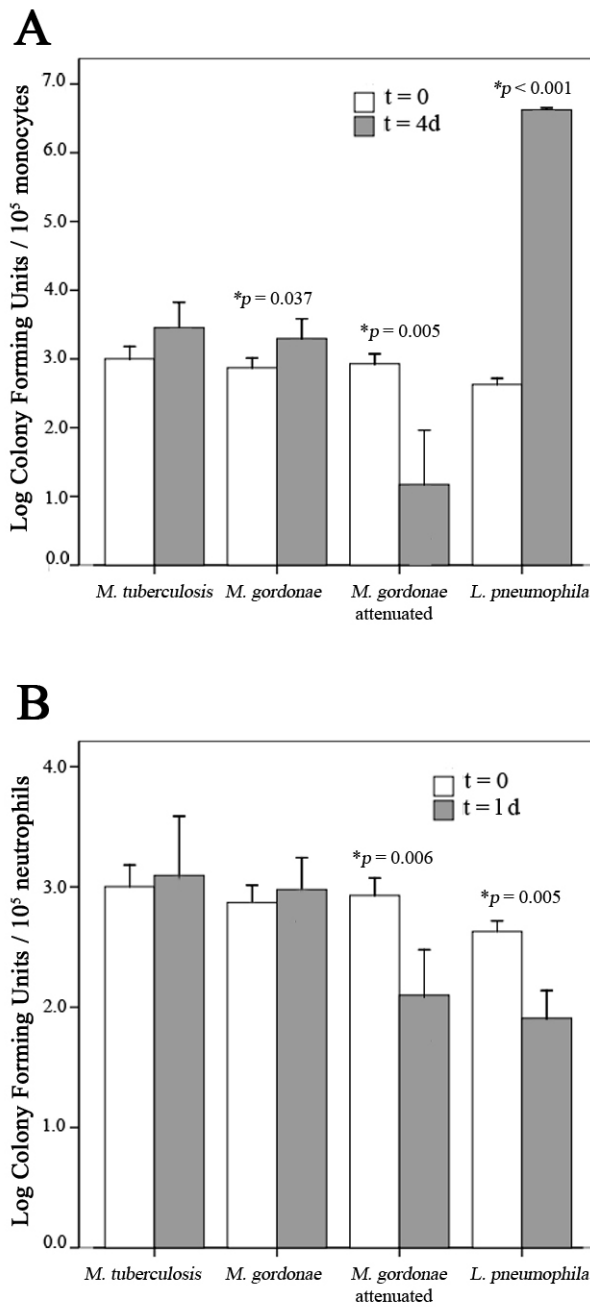 A
Log Colony Forming Units / 10⁵ monocytes
7.0
6.0
5.0
4.0
3.0
2.0
1.0
0.0
t = 0
t = 4d
*p < 0.001
*p = 0.037
*p = 0.005
M. tuberculosis
M. gordonae
M. gordonae
attenuated
L. pneumophila
B
Log Colony Forming Units / 10⁵ neutrophils
4.0
3.0
2.0
1.0
0.0
t = 0
t = 1 d
*p = 0.006
*p = 0.005
M. tuberculosis
M. gordonae
M. gordonae
attenuated
L. pneumophila